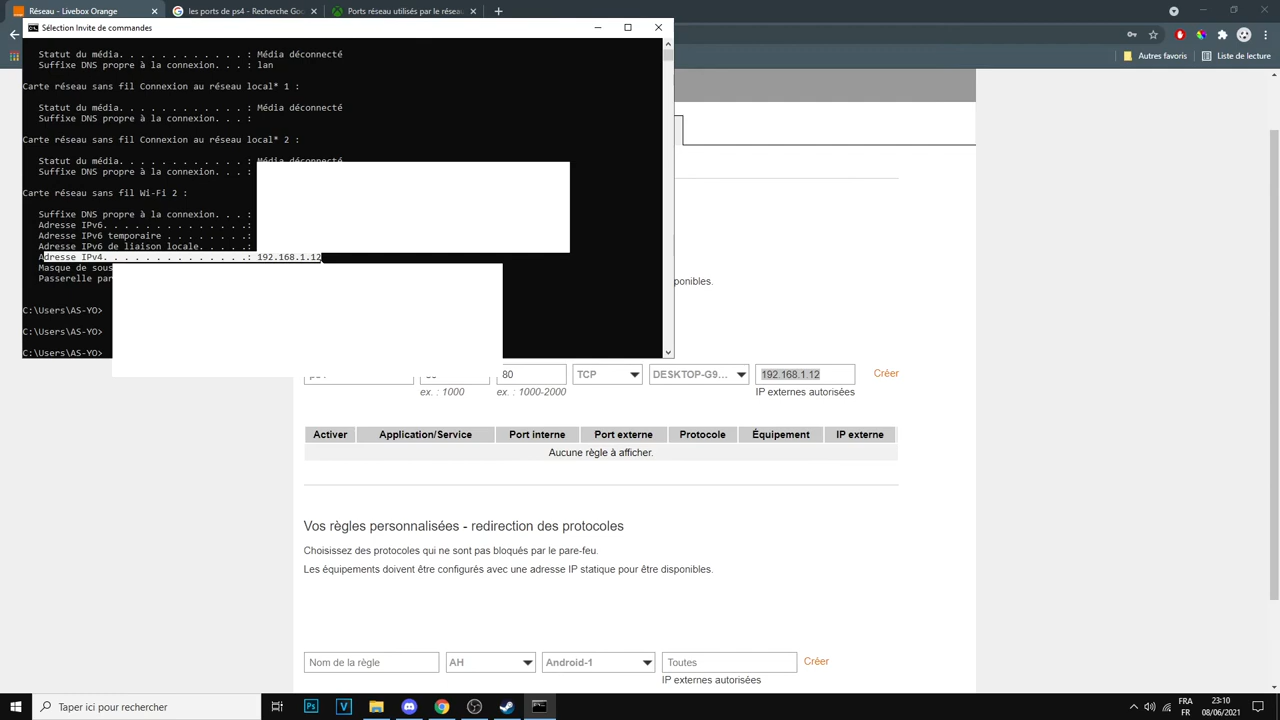 Réseau - Livebox Orange
les ports de ps4 - Recherche Goo
Ports réseau utilisés par le réseau
Sélection Invite de commandes
Autres favoris
Liste de lecture
Statut du média. . . . . . . . . . . . : Média déconnecté
Suffixe DNS propre à la connexion. . . : lan
Carte réseau sans fil Connexion au réseau local* 1 :
Statut du média. . . . . . . . . . . . : Média déconnecté
Suffixe DNS propre à la connexion. . . :
Carte réseau sans fil Connexion au réseau local* 2 :
Statut du média. . . . . . . . . . . . : Média déconnecté
Suffixe DNS propre à la connexion. . . :
Carte réseau sans fil Wi-Fi 2 :
Suffixe DNS propre à la connexion. . . :
Adresse IPv6. . . . . . . . . . . . . .:
Adresse IPv6 temporaire . . . . . . . .:
Adresse IPv6 de liaison locale. . . . .:
Adresse IPv4. . . . . . . . . . . . . .: 192.168.1.12
Masque de sous
Passerelle par
ponibles.
C:\Users\AS-YO>
C:\Users\AS-YO>
C:\Users\AS-YO>
80
TCP
DESKTOP-G9...
192.168.1.12
Créer
ex. : 1000
ex. : 1000-2000
IP externes autorisées
Activer
Application/Service
Port interne
Port externe
Protocole
Équipement
IP externe
Aucune règle à afficher.
Vos règles personnalisées - redirection des protocoles
Choisissez des protocoles qui ne sont pas bloqués par le pare-feu.
Les équipements doivent être configurés avec une adresse IP statique pour être disponibles.
Nom de la règle
AH
Android-1
Toutes
Créer
IP externes autorisées
Taper ici pour rechercher
FRA
FR
23:10
08/06/2021